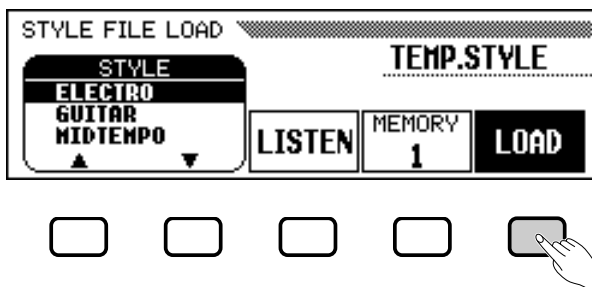 STYLE FILE LOAD
TEMP.STYLE
STYLE
ELECTRO
GUITAR
MIDTEMPO
LISTEN
MEMORY
1
LOAD